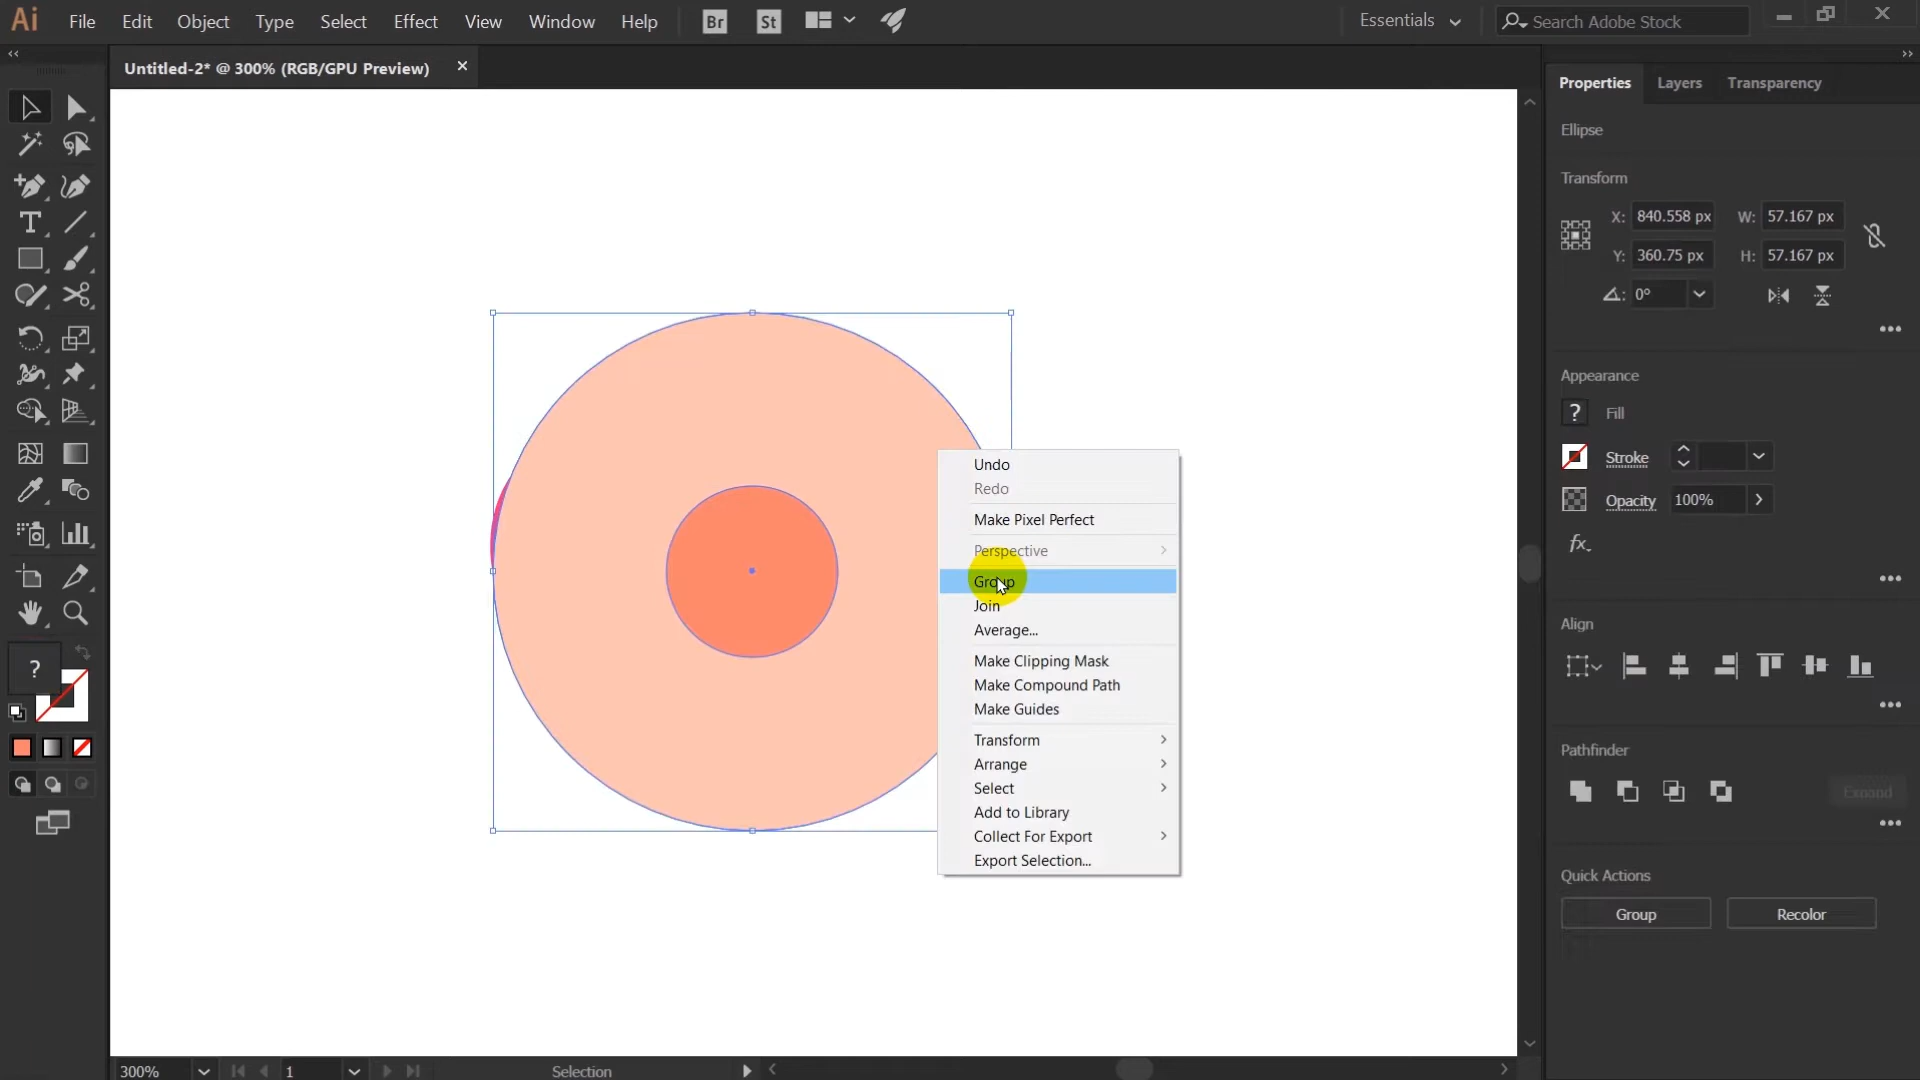 Ai File Edit Object Type Select Effect View Window Help Br St Essentials Search Adobe Stock
Untitled-2* @ 300% (RGB/GPU Preview)
Properties Layers Transparency
Ellipse
Transform
X: 840.558 px W: 57.167 px
Y: 360.75 px H: 57.167 px
0°
Appearance
? Fill
Stroke
Opacity 100%
fx
Align
Pathfinder
Expand
Quick Actions
Group Recolor
Undo
Redo
Make Pixel Perfect
Perspective
Group
Join
Average...
Make Clipping Mask
Make Compound Path
Make Guides
Transform
Arrange
Select
Add to Library
Collect For Export
Export Selection...
?
300% 1 Selection